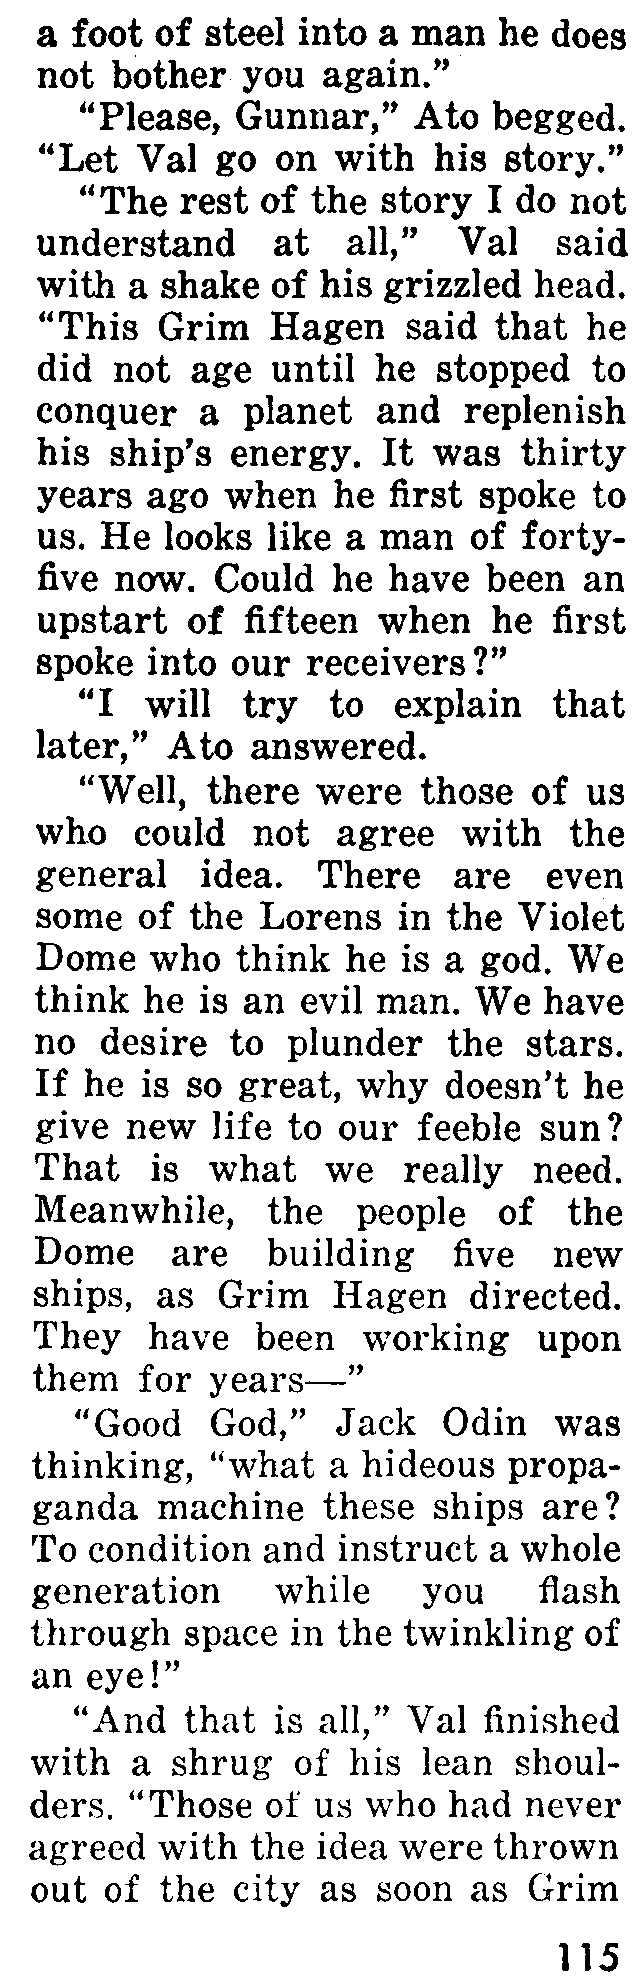 a foot of steel into a man he does
not bother you again.”
“Please, Gunnar,” Ato begged.
“Let Val go on with his story.”
“The rest of the story I do not
understand at all,” Val said
with a shake of his grizzled head.
“This Grim Hagen said that he
did not age until he stopped to
conquer a planet and replenish
his ship’s energy. It was thirty
years ago when he first spoke to
us. He looks like a man of forty-
five now. Could he have been an
upstart of fifteen when he first
spoke into our receivers?”
“I will try to explain that
later,” Ato answered.
“Well, there were those of us
who could not agree with the
general idea. There are even
some of the Lorens in the Violet
Dome who think he is a god. We
think he is an evil man. We have
no desire to plunder the stars.
If he is so great, why doesn’t he
give new life to our feeble sun?
That is what we really need.
Meanwhile, the people of the
Dome are building five new
ships, as Grim Hagen directed.
They have been working upon
them for years—”
“Good God,” Jack Odin was
thinking, “what a hideous propa-
ganda machine these ships are?
To condition and instruct a whole
generation while you flash
through space in the twinkling of
an eye!”
“And that is all,” Val finished
with a shrug of his lean shoul-
ders. “Those of us who had never
agreed with the idea were thrown
out of the city as soon as Grim
115